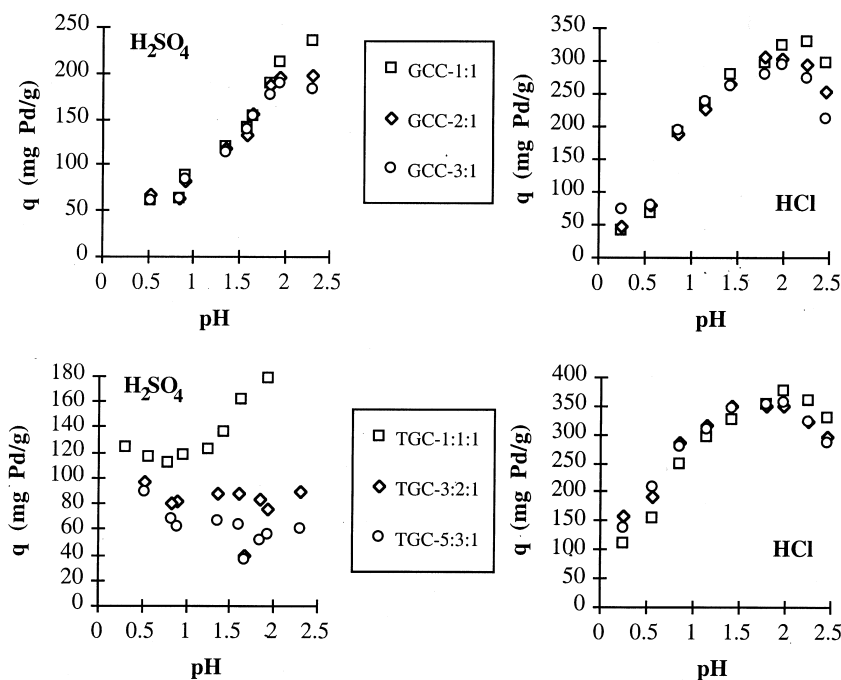 H₂SO₄
q (mg Pd/g)
250
200
150
100
50
0
0 0.5 1 1.5 2 2.5
pH
GCC-1:1
GCC-2:1
GCC-3:1
HCl
q (mg Pd/g)
350
300
250
200
150
100
50
0
0 0.5 1 1.5 2 2.5
pH
H₂SO₄
q (mg Pd/g)
180
160
140
120
100
80
60
40
20
0
0 0.5 1 1.5 2 2.5
pH
TGC-1:1:1
TGC-3:2:1
TGC-5:3:1
HCl
q (mg Pd/g)
400
350
300
250
200
150
100
50
0
0 0.5 1 1.5 2 2.5
pH